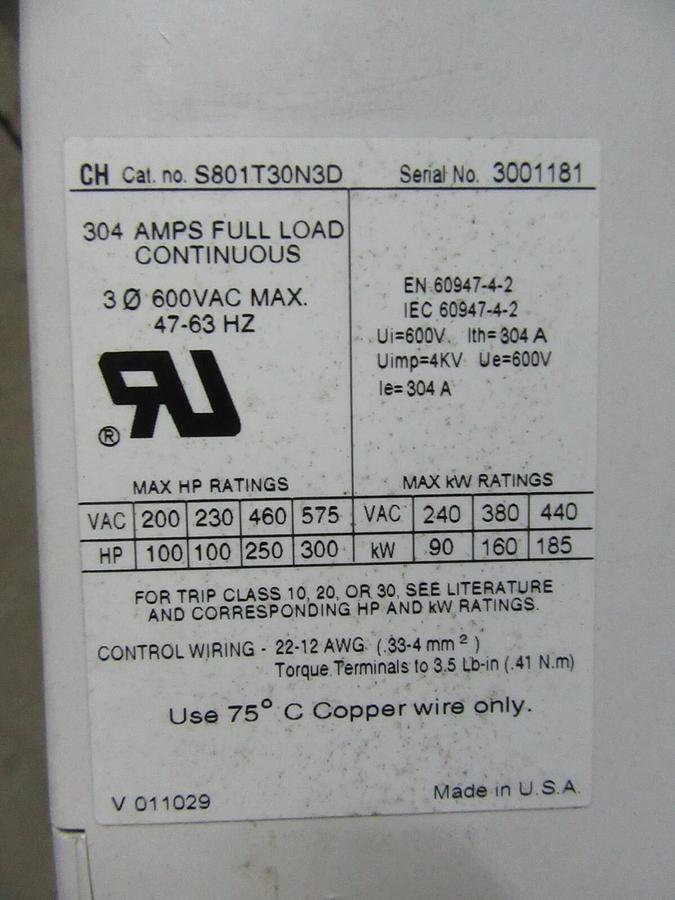 CH Cat. no. S801T30N3D Serial No. 3001181
304 AMPS FULL LOAD
CONTINUOUS
3 Ø 600VAC MAX.
47-63 HZ
RU
®
MAX HP RATINGS
VAC 200 230 460 575
HP 100 100 250 300
EN 60947-4-2
IEC 60947-4-2
Ui=600V Ith=304 A
Uimp=4KV Ue=600V
Ie=304 A
MAX kW RATINGS
VAC 240 380 440
kW 90 160 185
FOR TRIP CLASS 10, 20, OR 30, SEE LITERATURE
AND CORRESPONDING HP AND kW RATINGS.
CONTROL WIRING - 22-12 AWG (.33-4 mm²)
Torque Terminals to 3.5 Lb-in (.41 N.m)
Use 75° C Copper wire only.
V 011029 Made in U.S.A.